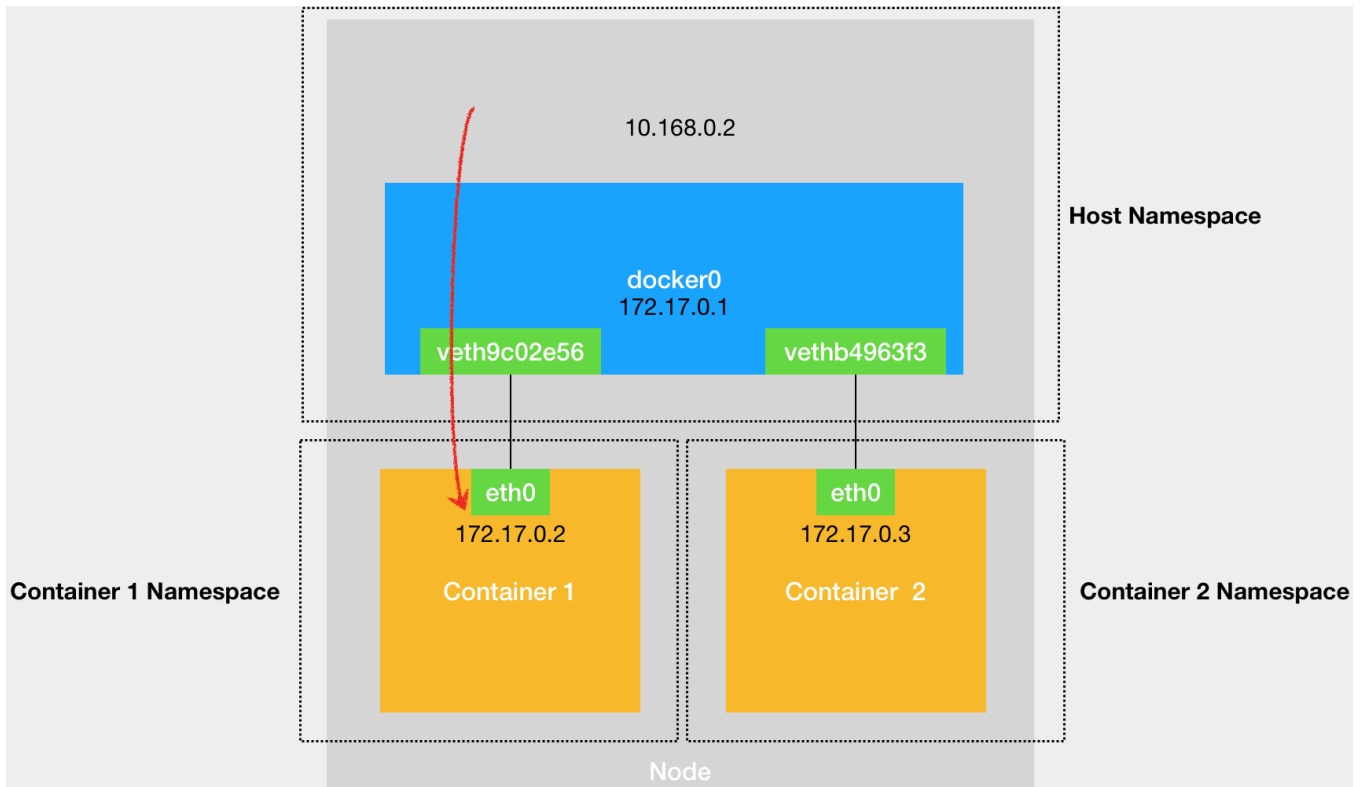 10.168.0.2
Host Namespace
docker0
172.17.0.1
veth9c02e56
vethb4963f3
eth0
172.17.0.2
Container 1
eth0
172.17.0.3
Container 2
Container 1 Namespace
Container 2 Namespace
Node